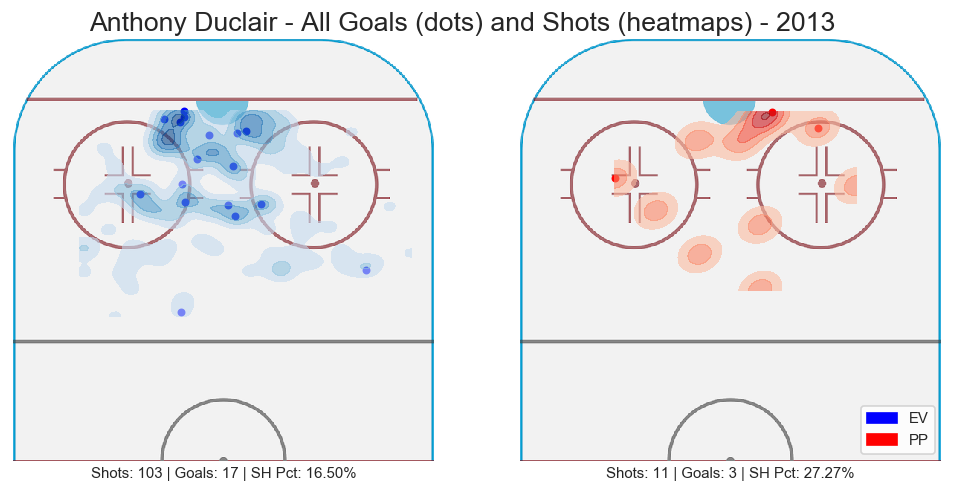 Anthony Duclair - All Goals (dots) and Shots (heatmaps) - 2013
EV
PP
Shots: 103 | Goals: 17 | SH Pct: 16.50%
Shots: 11 | Goals: 3 | SH Pct: 27.27%